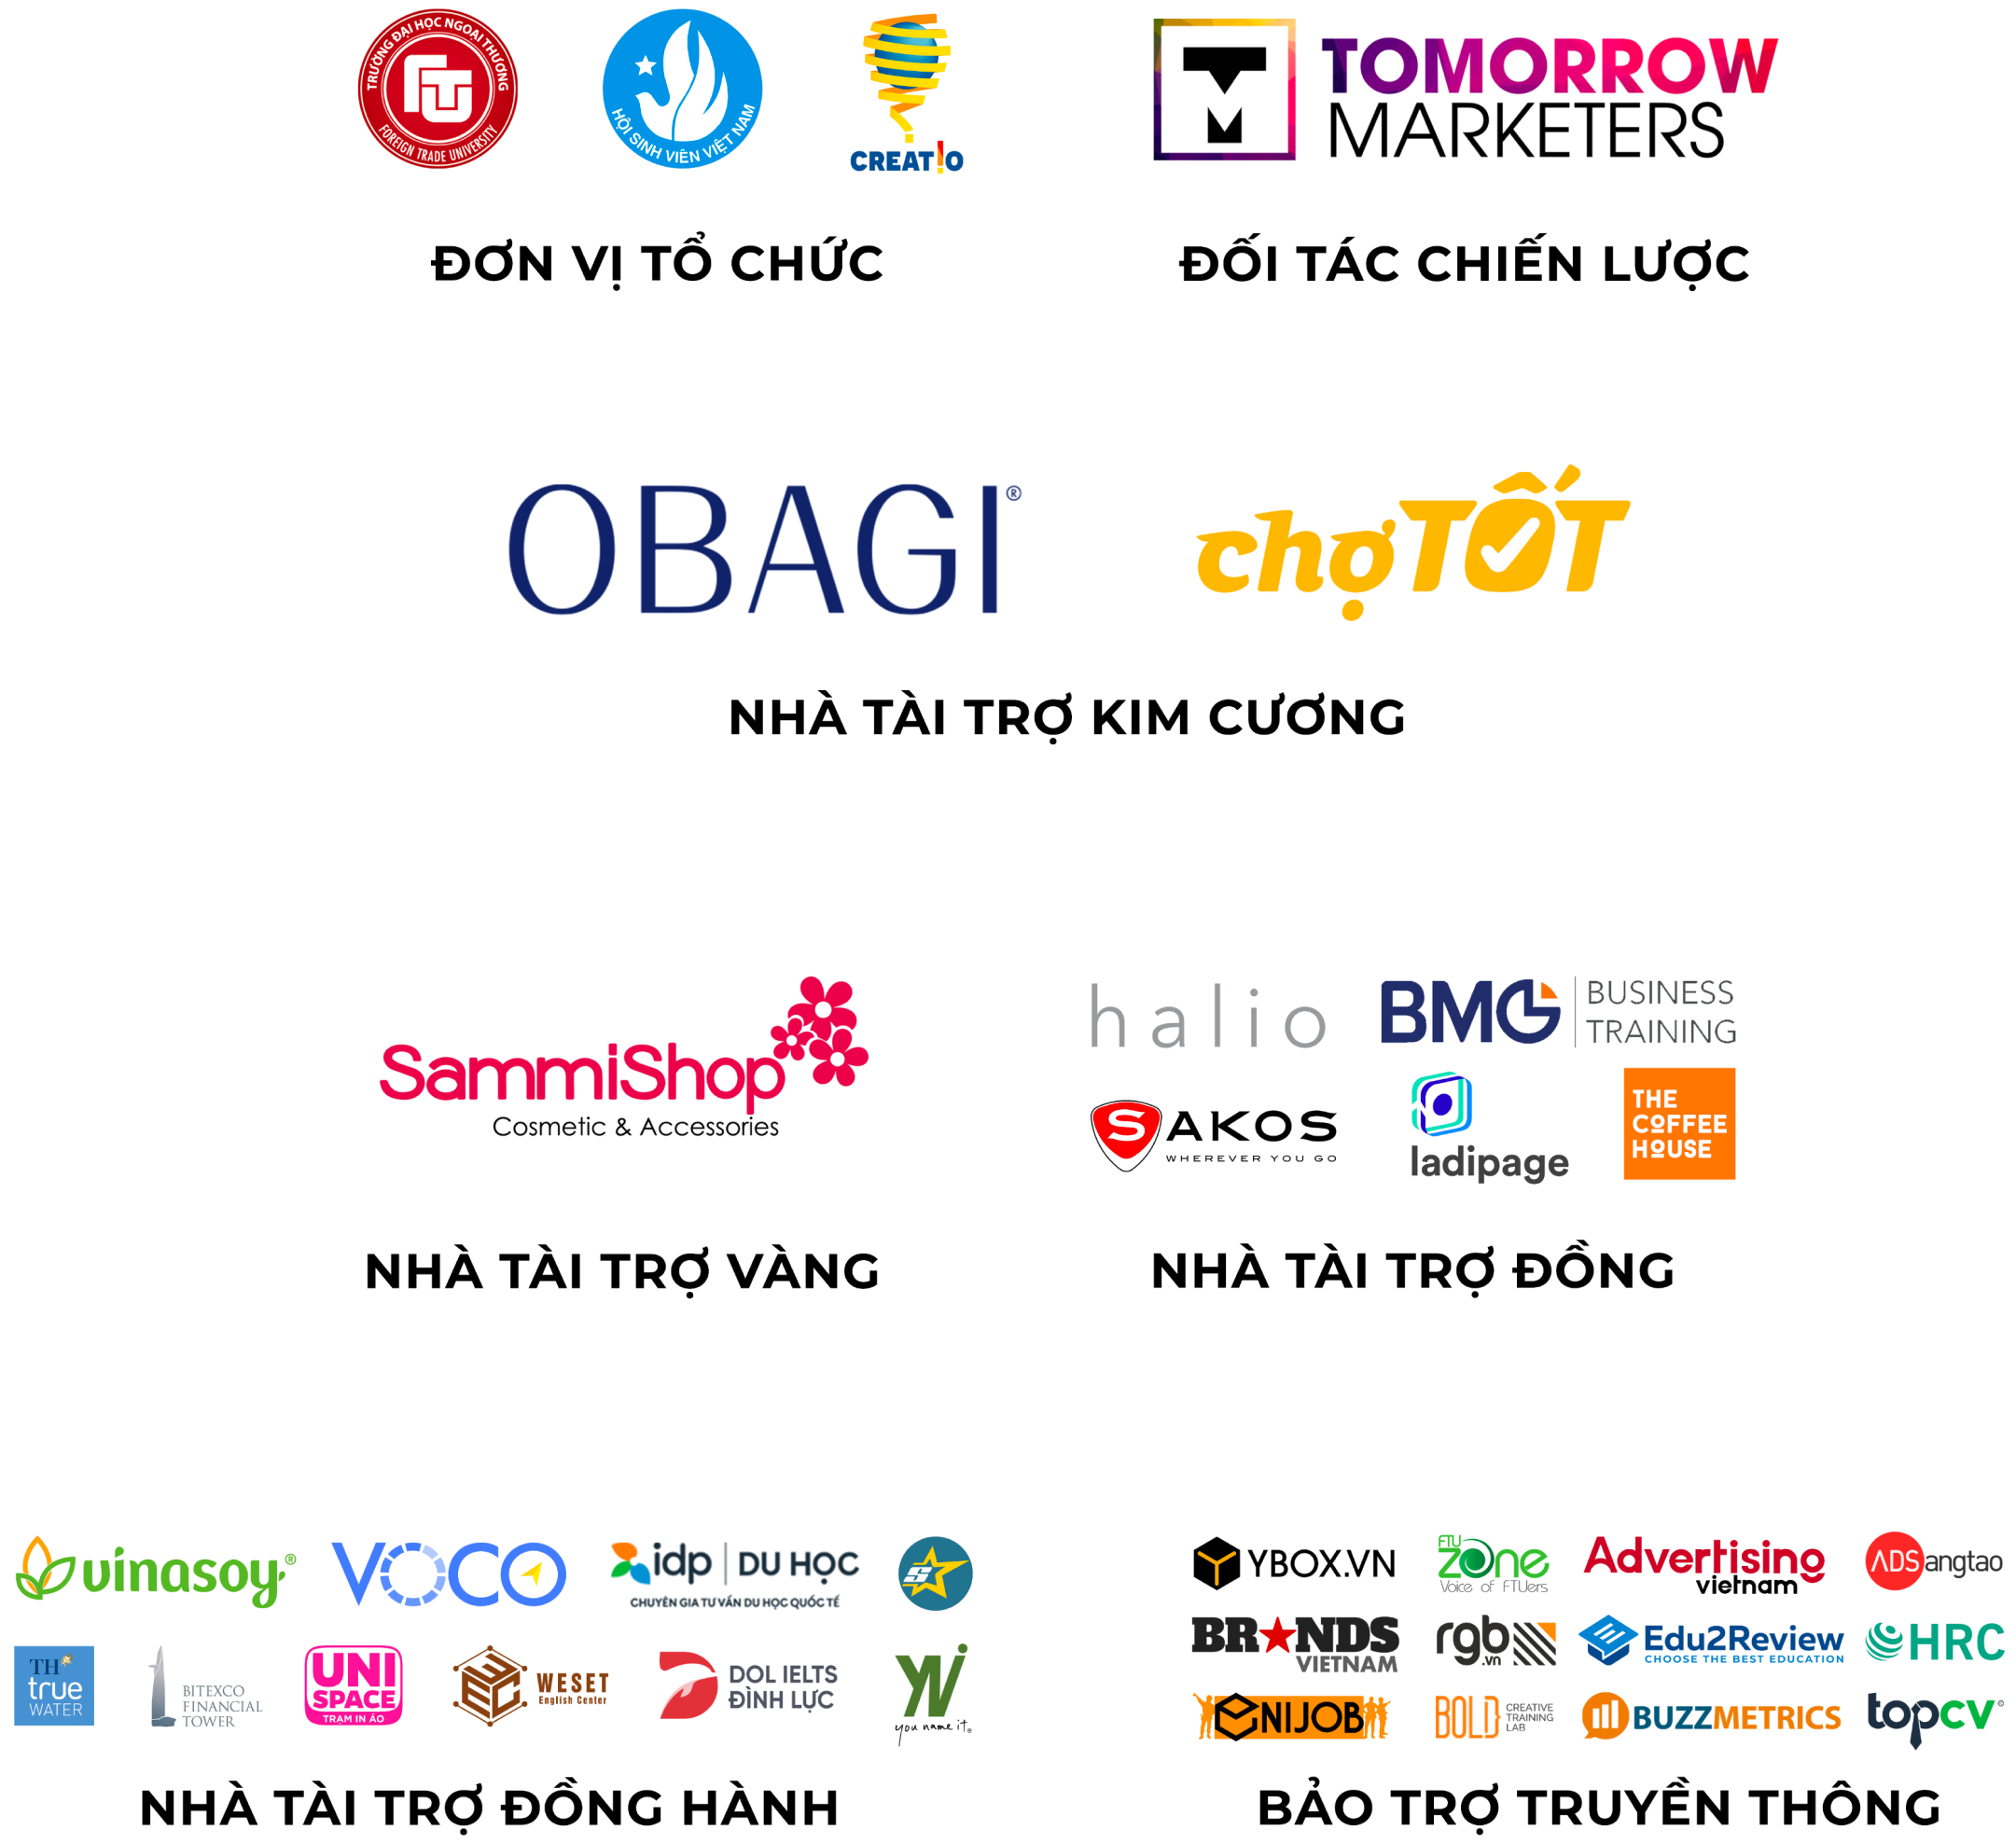 TRƯỜNG ĐẠI HỌC NGOẠI THƯƠNG
FTU
FOREIGN TRADE UNIVERSITY
HỘI SINH VIÊN VIỆT NAM
CREAT!O
TM
TOMORROW
MARKETERS
ĐƠN VỊ TỔ CHỨC
ĐỐI TÁC CHIẾN LƯỢC
OBAGI®
chợTỐT
NHÀ TÀI TRỢ KIM CƯƠNG
SammiShop
Cosmetic & Accessories
halio
BMG BUSINESS
TRAINING
SAKOS
WHEREVER YOU GO
ladipage
THE
COFFEE
HOUSE
NHÀ TÀI TRỢ VÀNG
NHÀ TÀI TRỢ ĐỒNG
vinasoy®
VOCO
idp DU HỌC
CHUYÊN GIA TƯ VẤN DU HỌC QUỐC TẾ
S
TH
true
WATER
BITEXCO
FINANCIAL
TOWER
UNI
SPACE
TRẠM IN ÁO
WESET
English Center
DOL IELTS
ĐÌNH LỰC
YNi
you name it®
NHÀ TÀI TRỢ ĐỒNG HÀNH
YBOX.VN
FTU
ZONE
Voice of FTUers
Advertising
vietnam
ADSangtao
BRANDS
VIETNAM
rgb
.vn
Edu2Review
CHOOSE THE BEST EDUCATION
HRC
ENIJOB
BOLD CREATIVE
TRAINING
LAB
BUZZMETRICS
topcv®
BẢO TRỢ TRUYỀN THÔNG